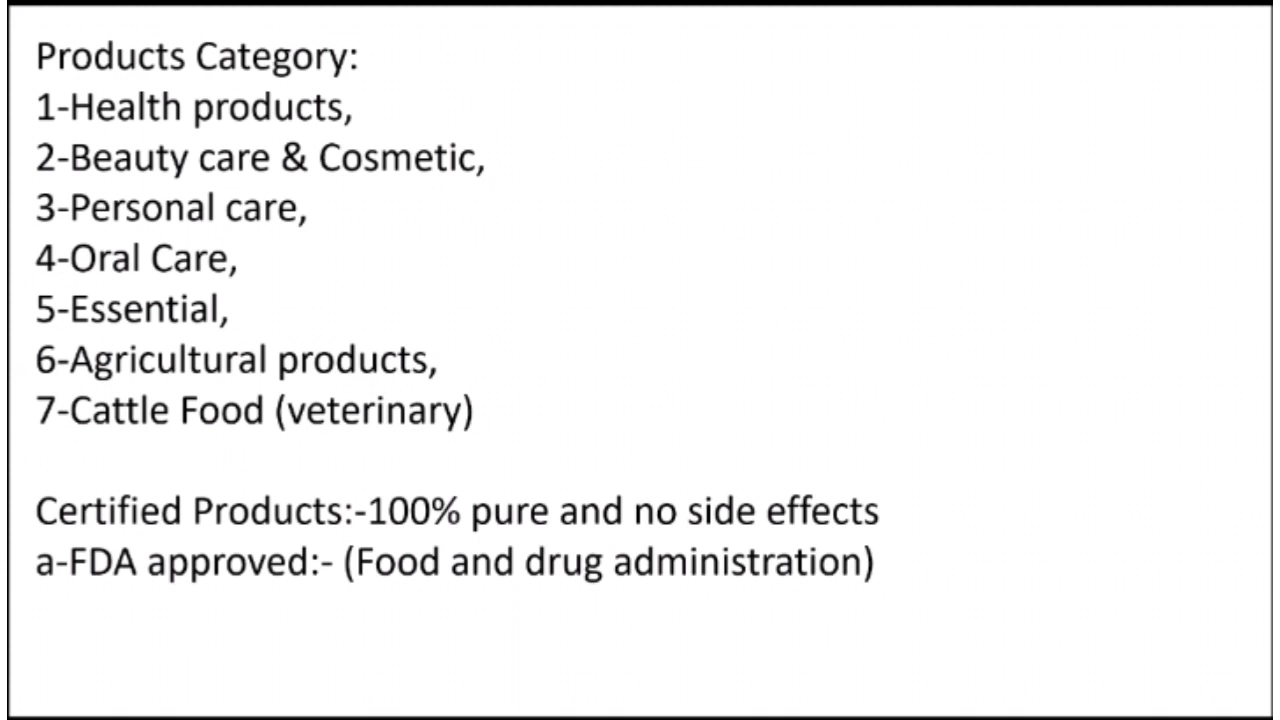 Products Category:
1-Health products,
2-Beauty care & Cosmetic,
3-Personal care,
4-Oral Care,
5-Essential,
6-Agricultural products,
7-Cattle Food (veterinary)
Certified Products:-100% pure and no side effects
a-FDA approved:- (Food and drug administration)